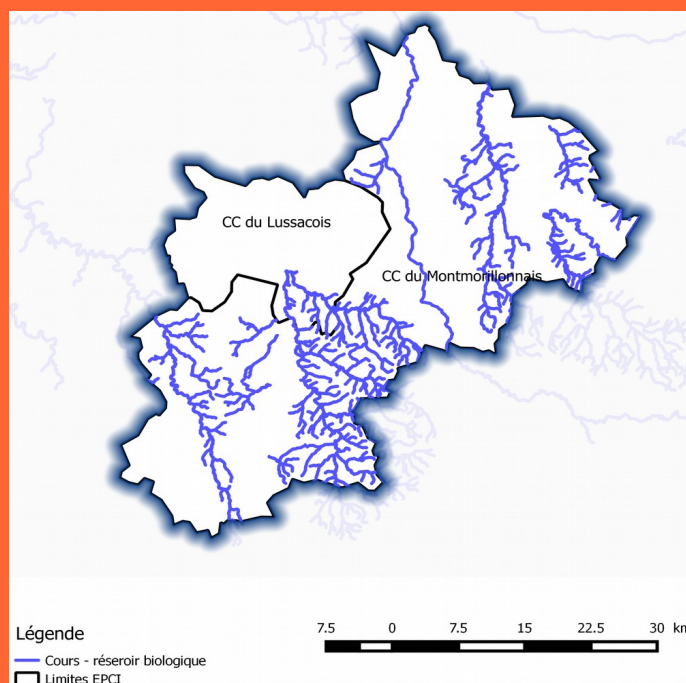 CC du Lussacois
CC du Montmorillonnais
Légende
7.5 0 7.5 15 22.5 30 km
Cours - réseroir biologique
Limites EPCI